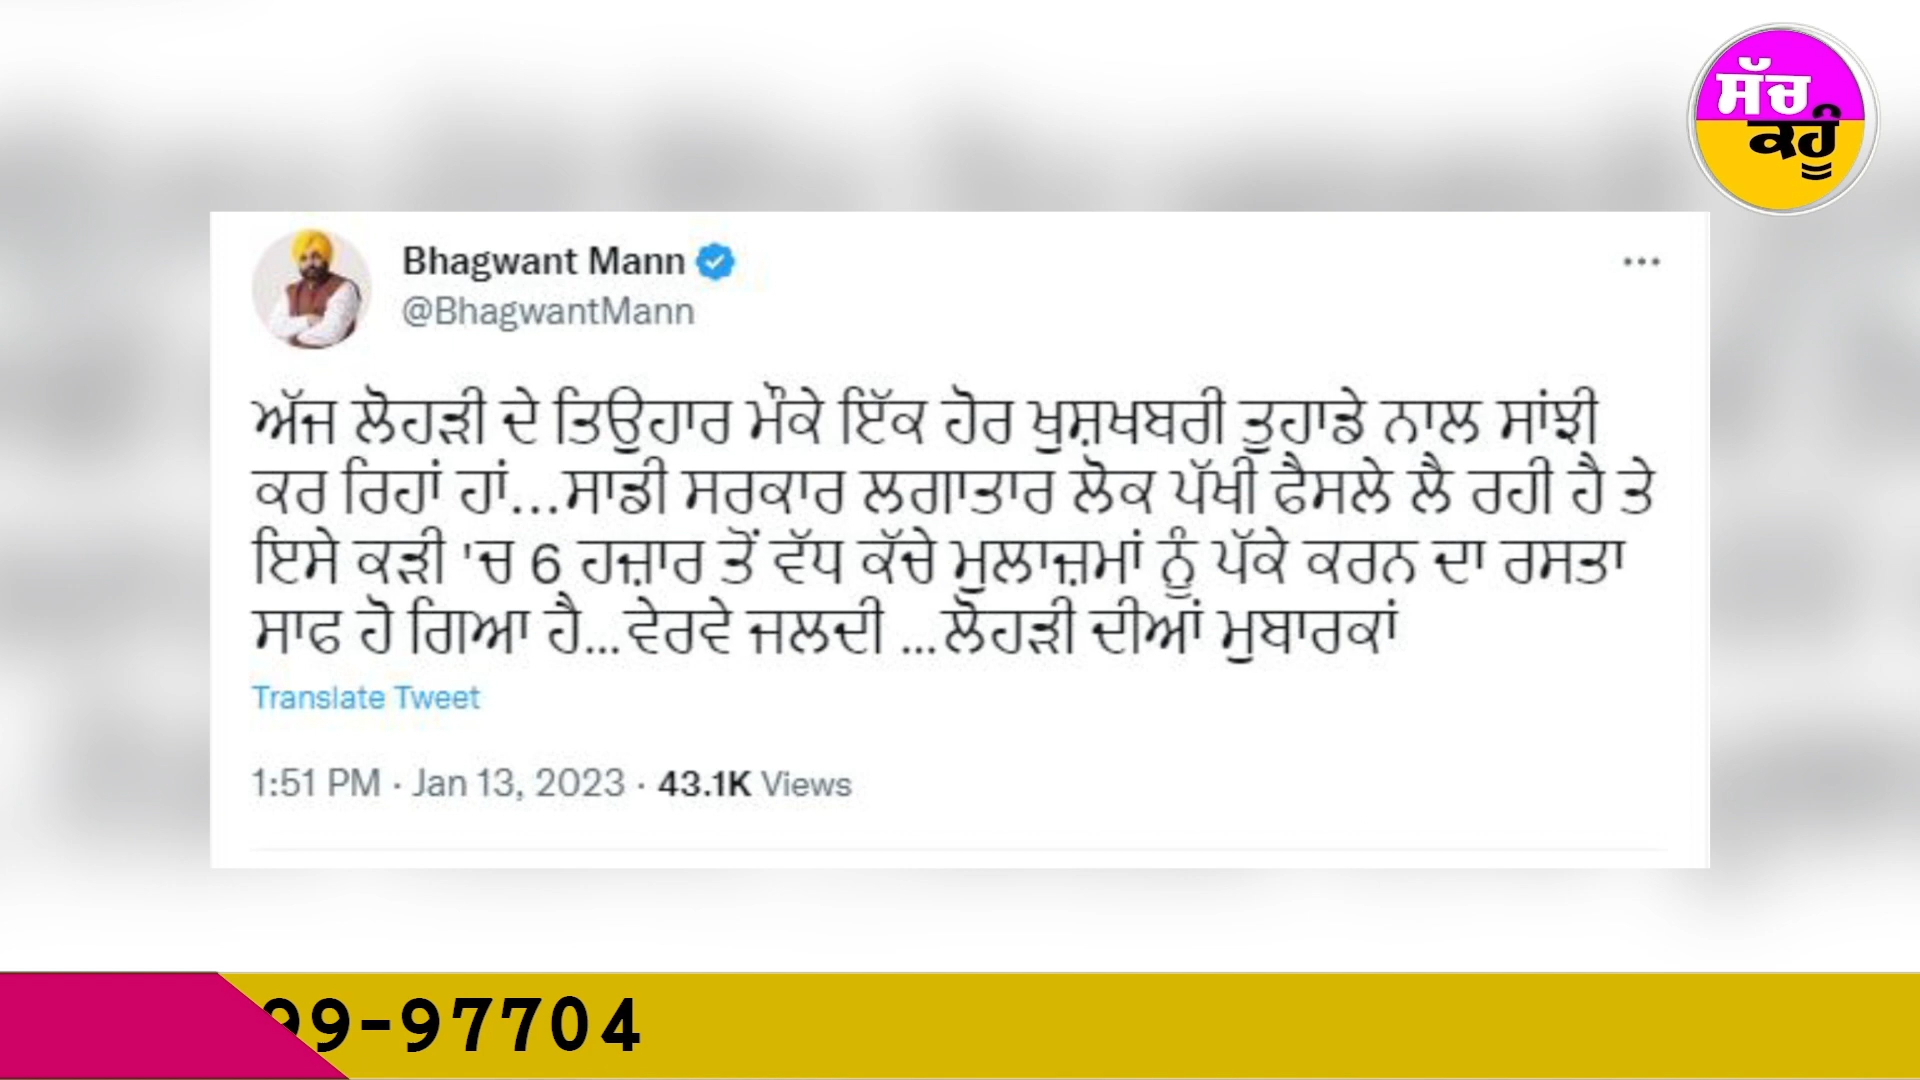 ਸੱਚ
ਕਹੂੰ
Bhagwant Mann
@BhagwantMann
ਅੱਜ ਲੋਹੜੀ ਦੇ ਤਿਉਹਾਰ ਮੌਕੇ ਇੱਕ ਹੋਰ ਖੁਸ਼ਖਬਰੀ ਤੁਹਾਡੇ ਨਾਲ ਸਾਂਝੀ
ਕਰ ਰਿਹਾਂ ਹਾਂ...ਸਾਡੀ ਸਰਕਾਰ ਲਗਾਤਾਰ ਲੋਕ ਪੱਖੀ ਫੈਸਲੇ ਲੈ ਰਹੀ ਹੈ ਤੇ
ਇਸੇ ਕੜੀ 'ਚ 6 ਹਜ਼ਾਰ ਤੋਂ ਵੱਧ ਕੱਚੇ ਮੁਲਾਜ਼ਮਾਂ ਨੂੰ ਪੱਕੇ ਕਰਨ ਦਾ ਰਸਤਾ
ਸਾਫ ਹੋ ਗਿਆ ਹੈ...ਵੇਰਵੇ ਜਲਦੀ ...ਲੋਹੜੀ ਦੀਆਂ ਮੁਬਾਰਕਾਂ
Translate Tweet
1:51 PM · Jan 13, 2023 · 43.1K Views
99-97704